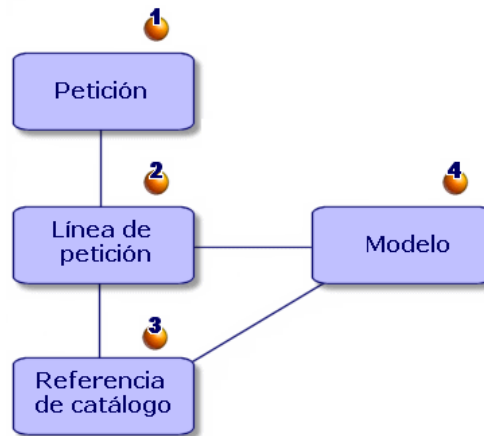 1
Petición
2
4
Línea de
petición
Modelo
3
Referencia
de catálogo